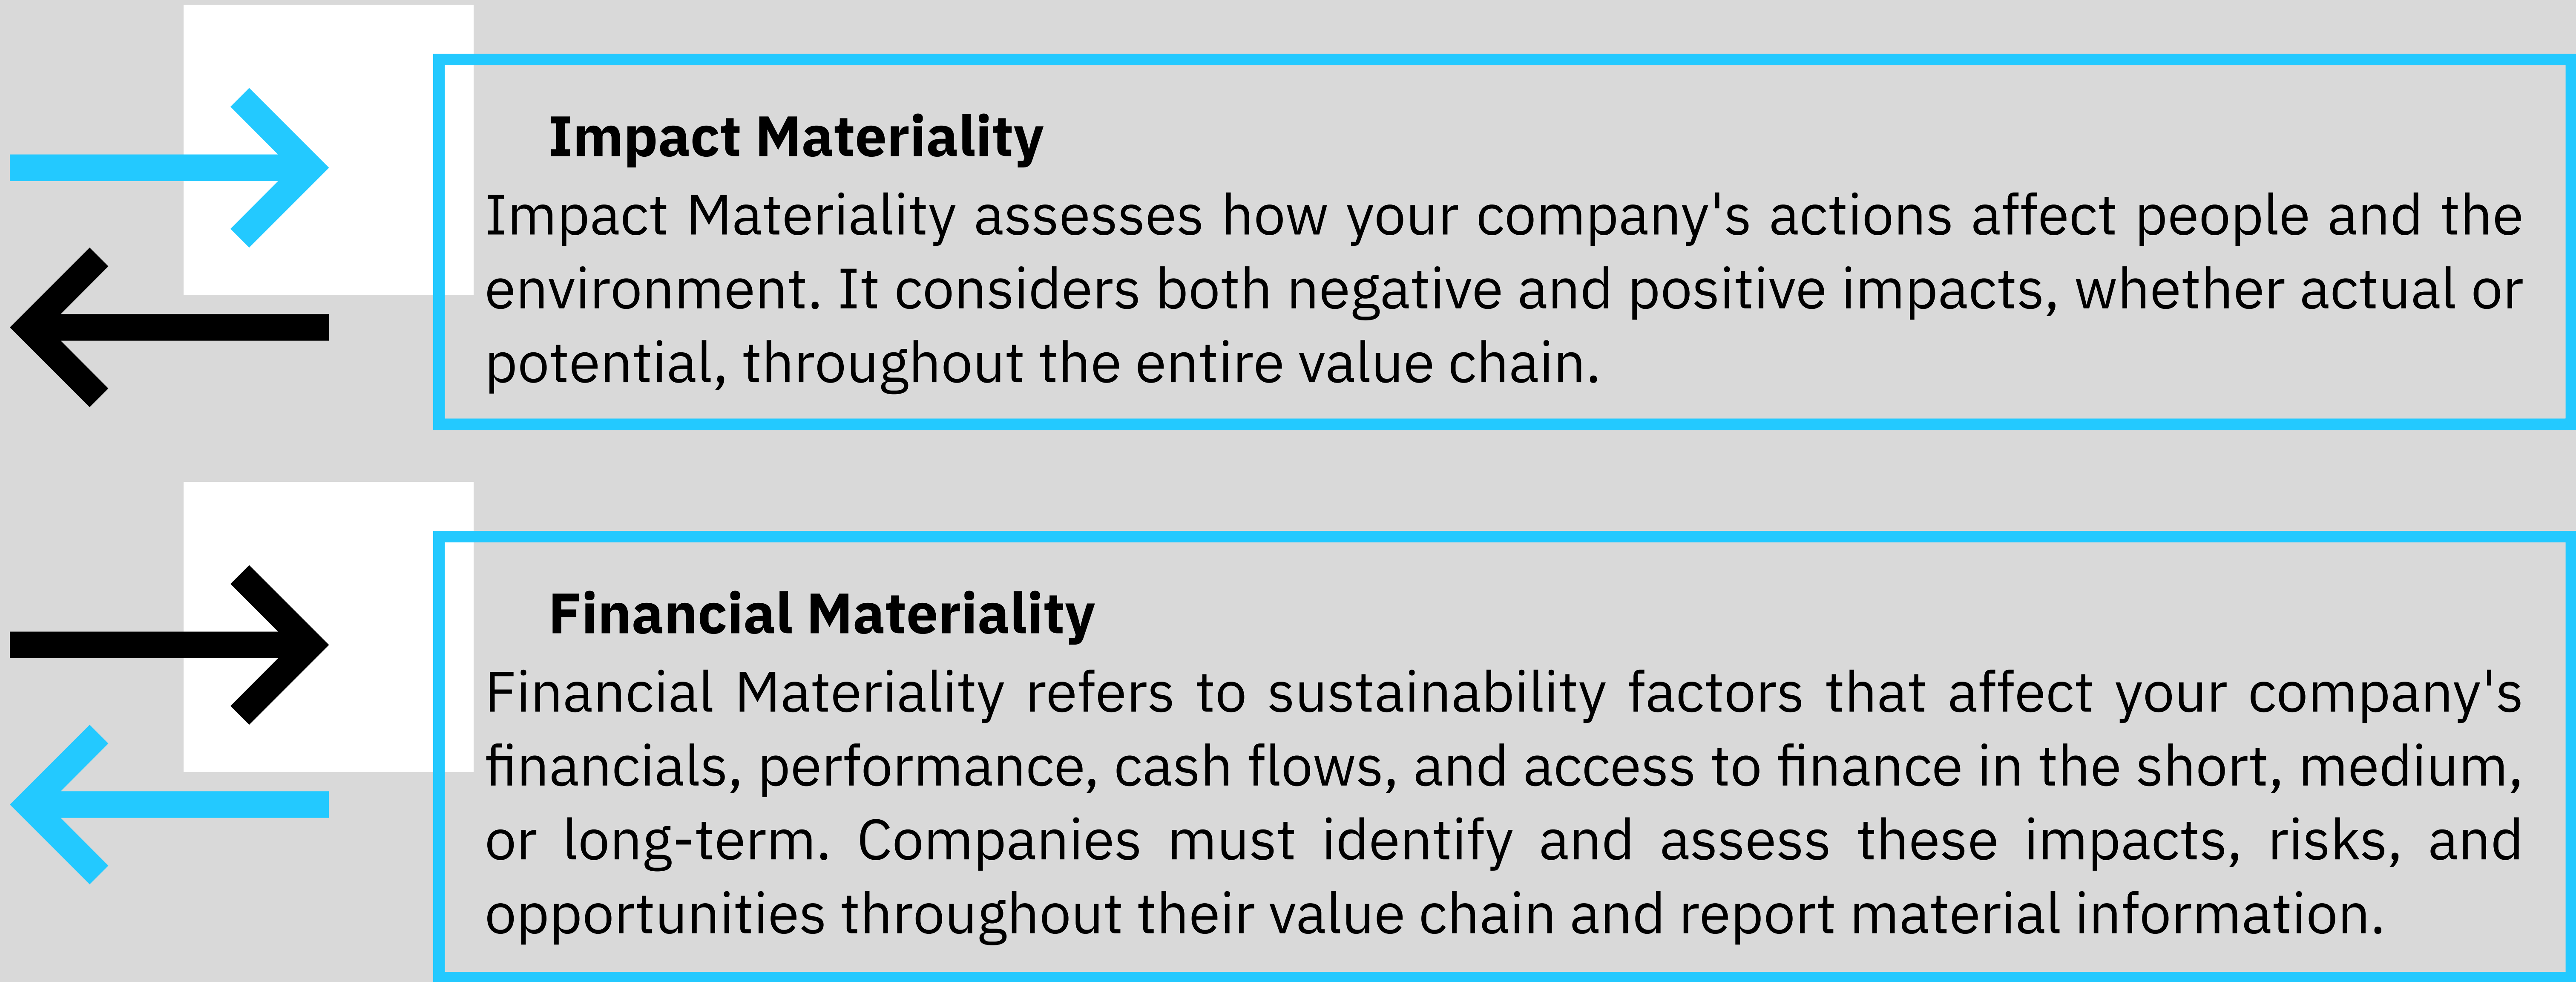 Impact Materiality
Impact Materiality assesses how your company's actions affect people and the
environment. It considers both negative and positive impacts, whether actual or
potential, throughout the entire value chain.
Financial Materiality
Financial Materiality refers to sustainability factors that affect your company's
financials, performance, cash flows, and access to finance in the short, medium,
or long-term. Companies must identify and assess these impacts, risks, and
opportunities throughout their value chain and report material information.